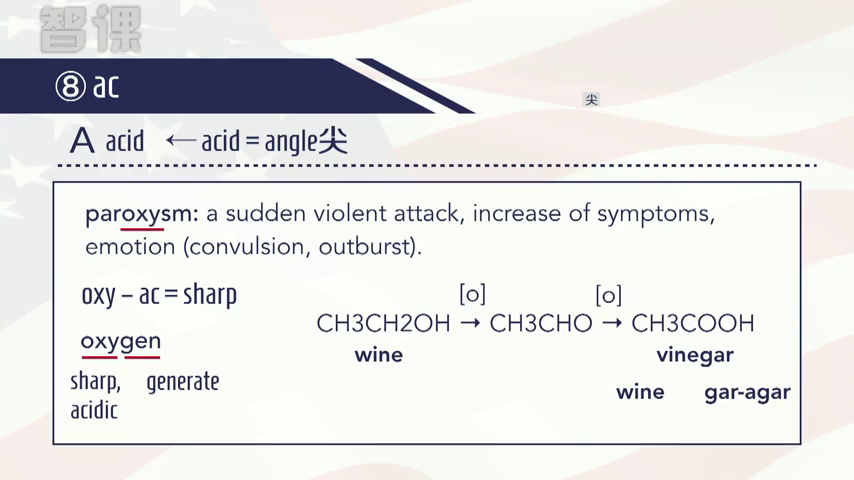 智课
⑧ ac
尖
A acid ← acid = angle尖
paroxysm: a sudden violent attack, increase of symptoms,
emotion (convulsion, outburst).
oxy – ac = sharp
[o] [o]
CH3CH2OH → CH3CHO → CH3COOH
oxygen
wine vinegar
sharp, generate
acidic
wine gar-agar